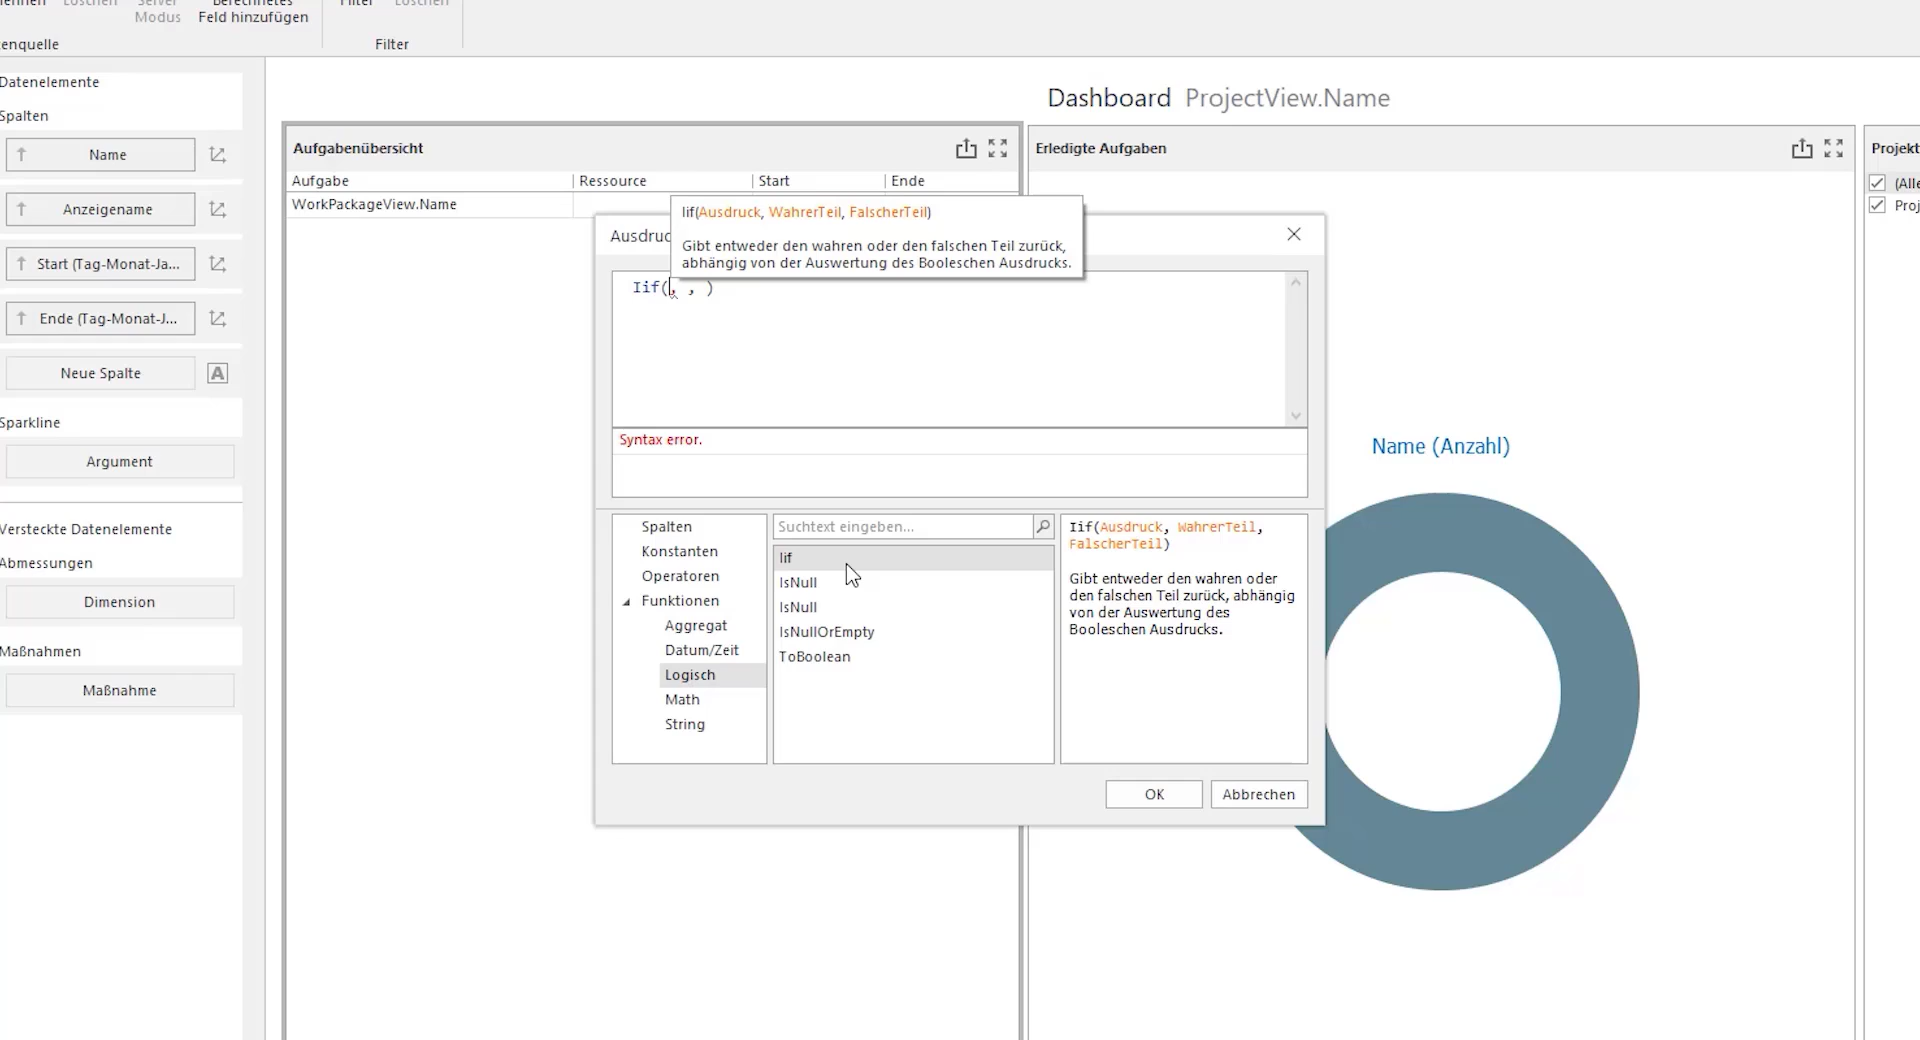 Löschen
Server
Modus
Berechnetes
Feld hinzufügen
Filter
Löschen
Filter
Datenelemente
Spalten
Name
Anzeigename
Start (Tag-Monat-Ja...
Ende (Tag-Monat-J...
Neue Spalte
A
Sparkline
Argument
Versteckte Datenelemente
Abmessungen
Dimension
Maßnahmen
Maßnahme
Dashboard ProjectView.Name
Aufgabenübersicht
Aufgabe Ressource Start Ende
WorkPackageView.Name
Iif(Ausdruck, WahrerTeil, FalscherTeil)
Gibt entweder den wahren oder den falschen Teil zurück,
abhängig von der Auswertung des Booleschen Ausdrucks.
Iif(, , )
Syntax error.
Spalten
Konstanten
Operatoren
Funktionen
Aggregat
Datum/Zeit
Logisch
Math
String
Suchtext eingeben...
Iif
IsNull
IsNull
IsNullOrEmpty
ToBoolean
Iif(Ausdruck, WahrerTeil,
FalscherTeil)
Gibt entweder den wahren oder
den falschen Teil zurück, abhängig
von der Auswertung des
Booleschen Ausdrucks.
OK
Abbrechen
Erledigte Aufgaben
Name (Anzahl)